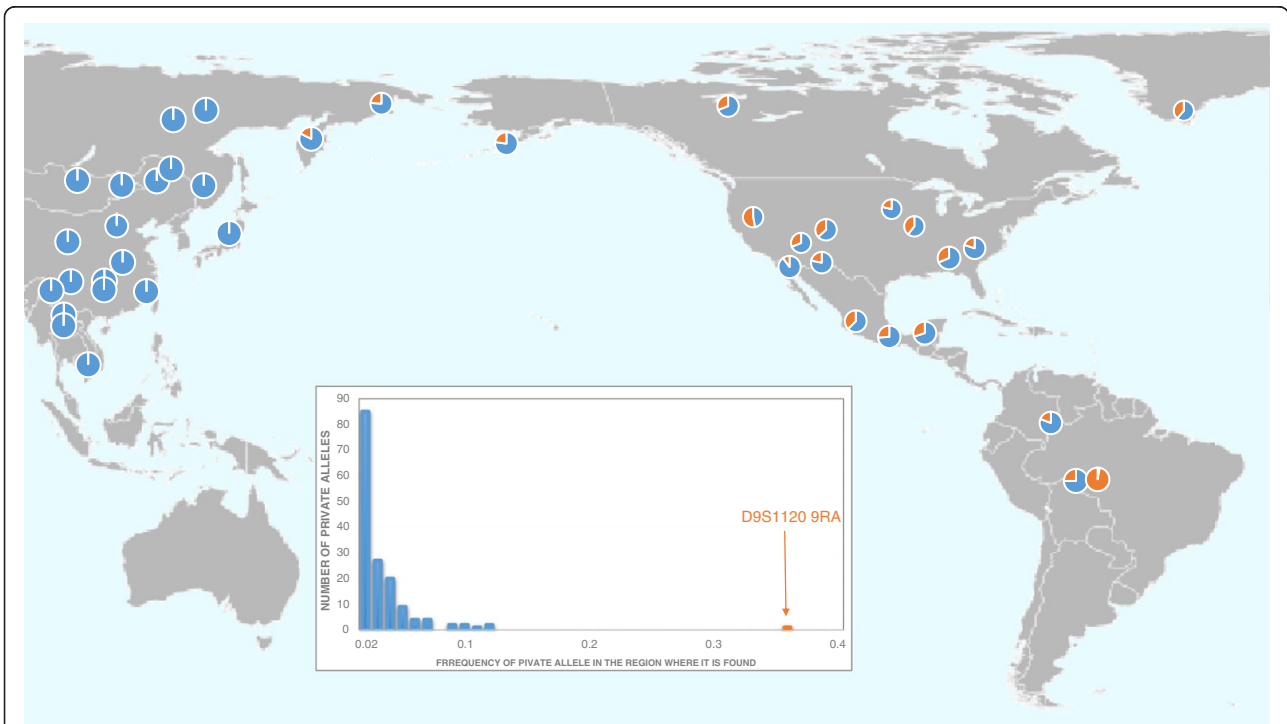 90
80
70
60
50
40
30
20
10
0
NUMBER OF PRIVATE ALLELES
D9S1120 9RA
0.02 0.1 0.2 0.3 0.4
FRREQUENCY OF PIVATE ALLELE IN THE REGION WHERE IT IS FOUND